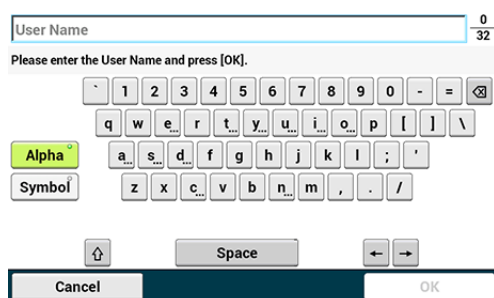 User Name
0
32
Please enter the User Name and press [OK].
` 1 2 3 4 5 6 7 8 9 0 - =
q w e... r t... y... u... i... o... p [ ] \
Alpha
a... s... d... f g h j k l ; '
Symbol
z x c... v b n... m , . /
Space
← →
Cancel
OK